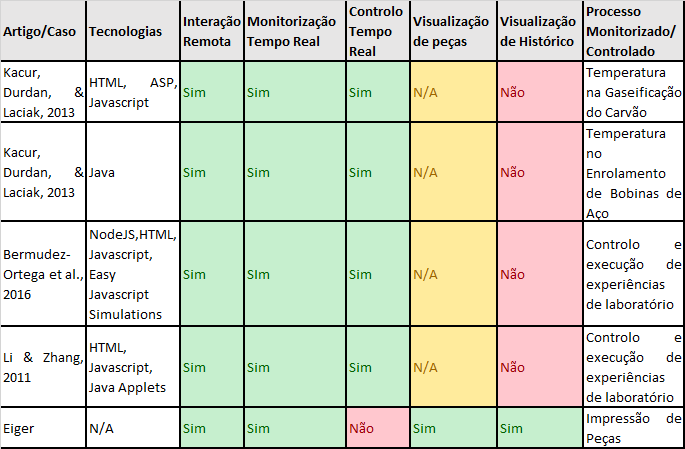 Artigo/Caso Tecnologias Interação Remota Monitorização Tempo Real Controlo Tempo Real Visualização de peças Visualização de Histórico Processo Monitorizado/ Controlado
Kacur, Durdan, & Laciak, 2013 HTML, ASP, Javascript Sim Sim Sim N/A Não Temperatura na Gaseificação do Carvão
Kacur, Durdan, & Laciak, 2013 Java Sim Sim Sim N/A Não Temperatura no Enrolamento de Bobinas de Aço
Bermudez-Ortega et al., 2016 NodeJS,HTML, Javascript, Easy Javascript Simulations Sim SIm Sim N/A Não Controlo e execução de experiências de laboratório
Li & Zhang, 2011 HTML, Javascript, Java Applets Sim Sim Sim N/A Não Controlo e execução de experiências de laboratório
Eiger N/A Sim Sim Não Sim Sim Impressão de Peças